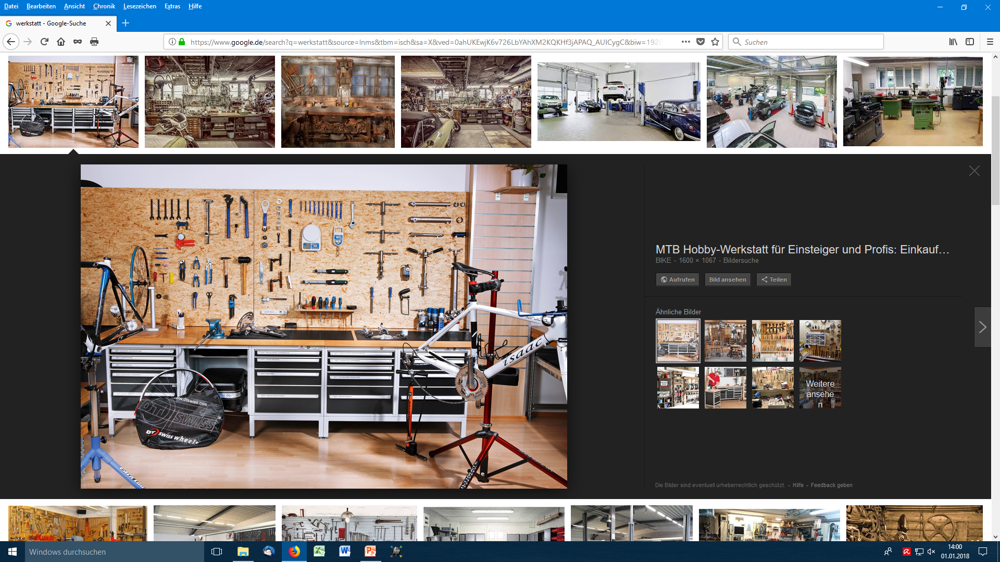 Datei Bearbeiten Ansicht Chronik Lesezeichen Extras Hilfe
werkstatt - Google-Suche
https://www.google.de/search?q=werkstatt&source=lnms&tbm=isch&sa=X&ved=0ahUKEwjK6v726LbYAhXM2KQKHf3jAPAQ_AUICygC&biw=1920
Suchen
MTB Hobby-Werkstatt für Einsteiger und Profis: Einkauf…
BIKE - 1600 × 1067 - Bildersuche
Aufrufen Bild ansehen Teilen
Ähnliche Bilder
Weitere
ansehe
n
isaac
www.dtswiss.com
DT SWISS
DT swiss wheels
Die Bilder sind eventuell urheberrechtlich geschützt. - Hilfe - Feedback geben
Windows durchsuchen
14:00
01.01.2018